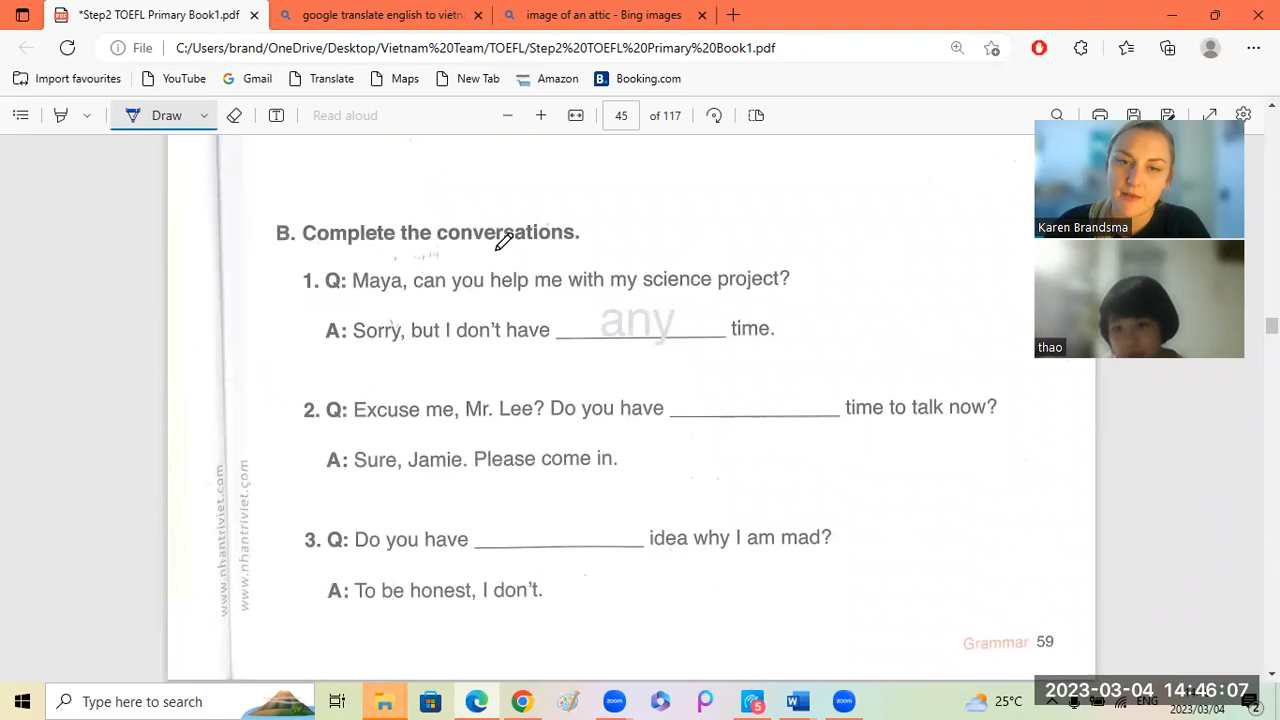 *Step2 TOEFL Primary Book1.pdf
google translate english to vietn
image of an attic - Bing images
File
C:/Users/brand/OneDrive/Desktop/Vietnam%20Team/TOEFL/Step2%20TOEFL%20Primary%20Book1.pdf
Import favourites
YouTube
Gmail
Translate
Maps
New Tab
Amazon
B.
Booking.com
Draw
Read aloud
45
of 117
B. Complete the conversations.
1. Q: Maya, can you help me with my science project?
A: Sorry, but I don't have any time.
2. Q: Excuse me, Mr. Lee? Do you have ____________ time to talk now?
A: Sure, Jamie. Please come in.
3. Q: Do you have ____________ idea why I am mad?
A: To be honest, I don't.
Grammar 59
www.nhantriviet.com
www.nhantriviet.com
Karen Brandsma
thao
Type here to search
zoom
5
zoom
25°C
ENG
2023-03-04 14:46:07
2023/03/04
2